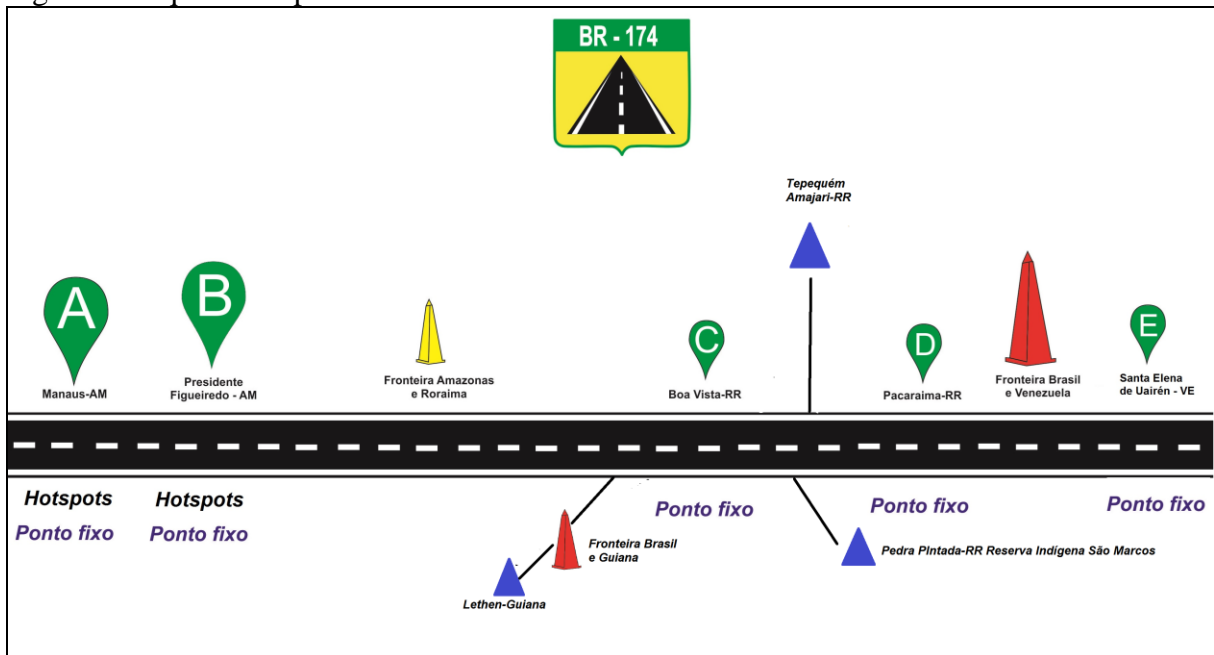 BR - 174
Tepequém
Amajari-RR
A
B
C
D
E
Manaus-AM
Presidente
Figueiredo - AM
Fronteira Amazonas
e Roraima
Boa Vista-RR
Pacaraima-RR
Fronteira Brasil
e Venezuela
Santa Elena
de Uairén - VE
Hotspots
Ponto fixo
Hotspots
Ponto fixo
Ponto fixo
Ponto fixo
Ponto fixo
Fronteira Brasil
e Guiana
Lethen-Guiana
Pedra PIntada-RR Reserva Indígena São Marcos